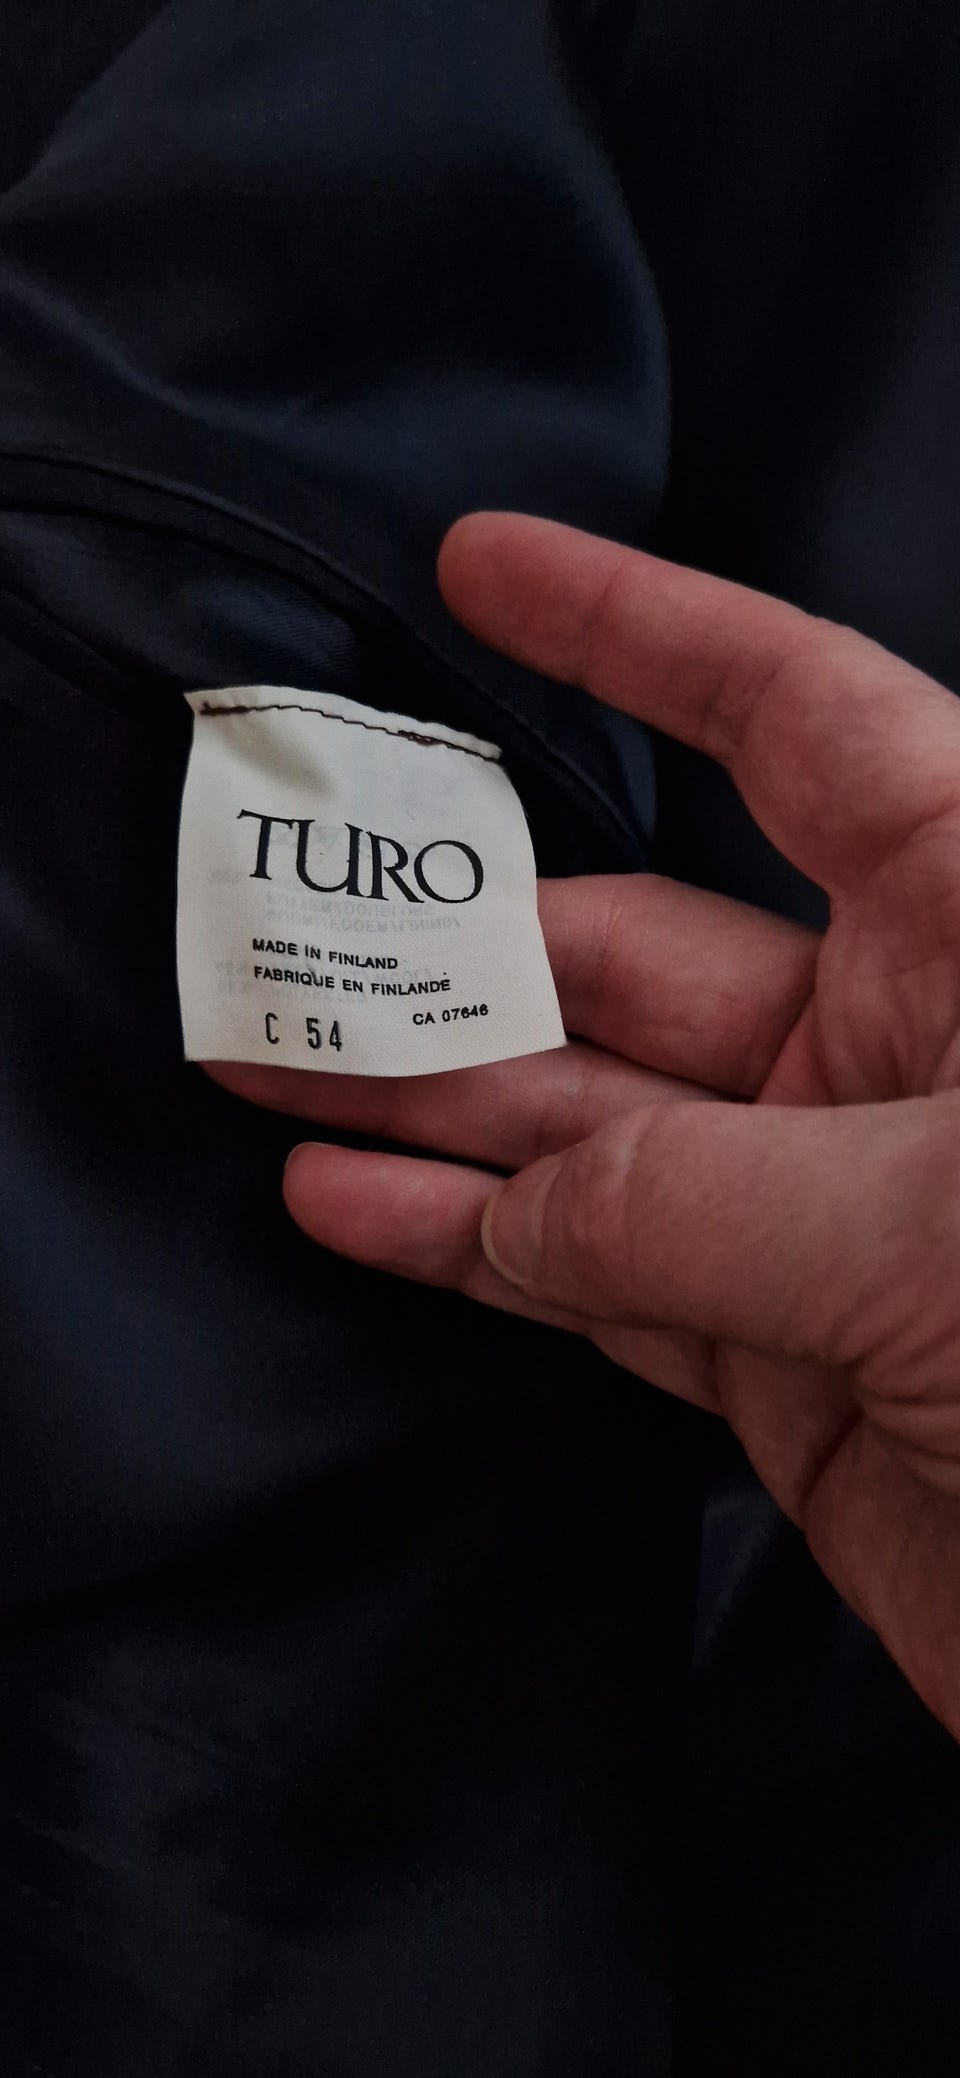 TURO
MADE IN FINLAND
FABRIQUE EN FINLANDE
C 54
CA 07646